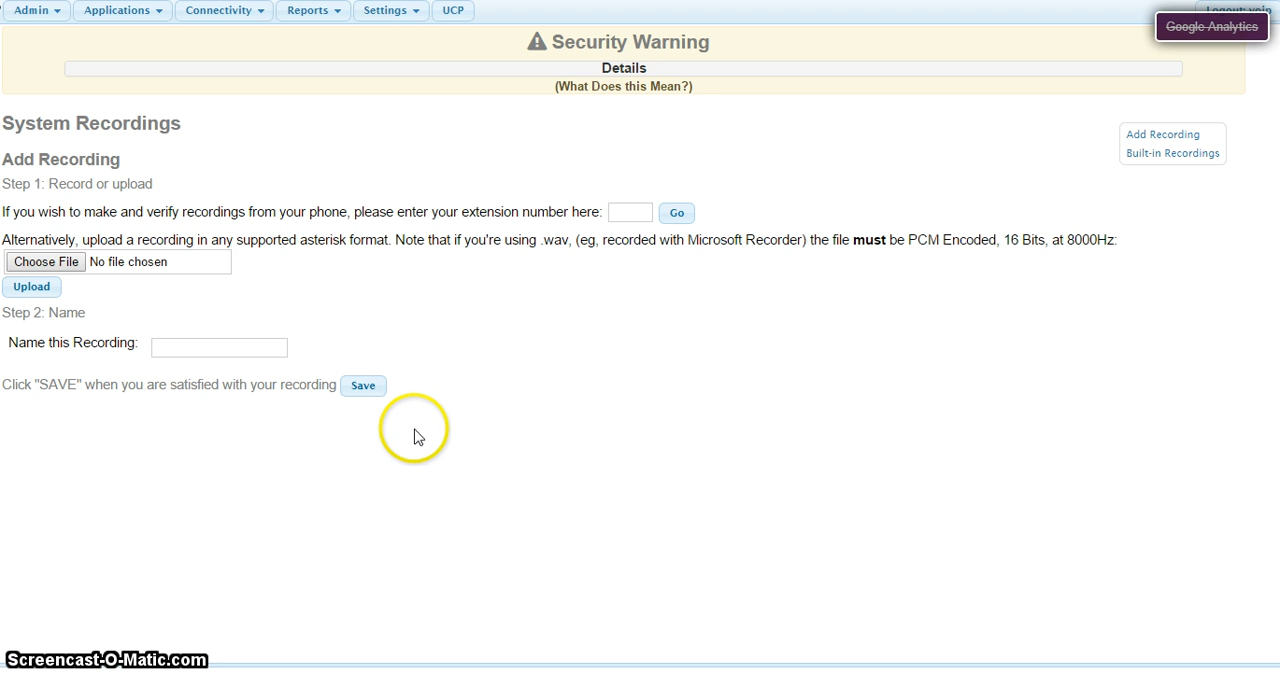 Admin
Applications
Connectivity
Reports
Settings
UCP
Google Analytics
Security Warning
Details
(What Does this Mean?)
System Recordings
Add Recording
Built-in Recordings
Add Recording
Step 1: Record or upload
If you wish to make and verify recordings from your phone, please enter your extension number here:
Go
Alternatively, upload a recording in any supported asterisk format. Note that if you're using .wav, (eg, recorded with Microsoft Recorder) the file must be PCM Encoded, 16 Bits, at 8000Hz:
Choose File No file chosen
Upload
Step 2: Name
Name this Recording:
Click "SAVE" when you are satisfied with your recording
Save
Screencast-O-Matic.com